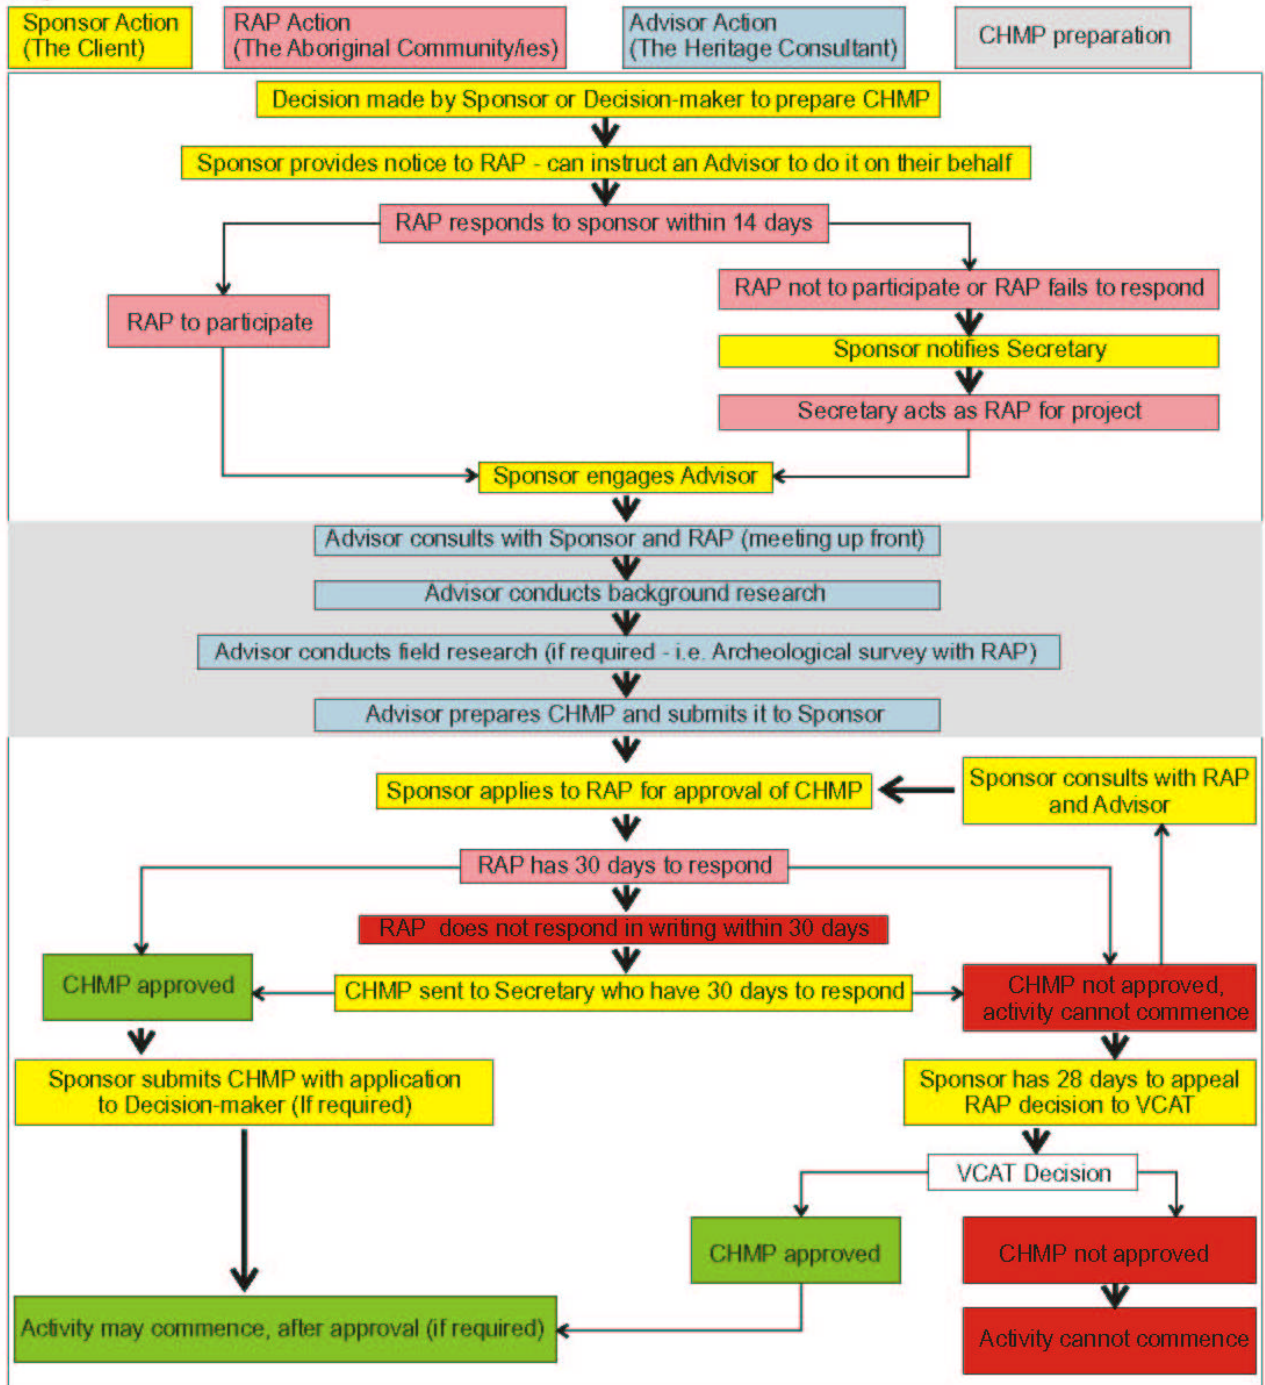 Sponsor Action
(The Client)
RAP Action
(The Aboriginal Community/ies)
Advisor Action
(The Heritage Consultant)
CHMP preparation
Decision made by Sponsor or Decision-maker to prepare CHMP
Sponsor provides notice to RAP - can instruct an Advisor to do it on their behalf
RAP responds to sponsor within 14 days
RAP to participate
RAP not to participate or RAP fails to respond
Sponsor notifies Secretary
Secretary acts as RAP for project
Sponsor engages Advisor
Advisor consults with Sponsor and RAP (meeting up front)
Advisor conducts background research
Advisor conducts field research (if required - i.e. Archeological survey with RAP)
Advisor prepares CHMP and submits it to Sponsor
Sponsor applies to RAP for approval of CHMP
Sponsor consults with RAP
and Advisor
RAP has 30 days to respond
RAP does not respond in writing within 30 days
CHMP approved
CHMP sent to Secretary who have 30 days to respond
CHMP not approved,
activity cannot commence
Sponsor submits CHMP with application
to Decision-maker (If required)
Sponsor has 28 days to appeal
RAP decision to VCAT
VCAT Decision
CHMP approved
CHMP not approved
Activity may commence, after approval (if required)
Activity cannot commence